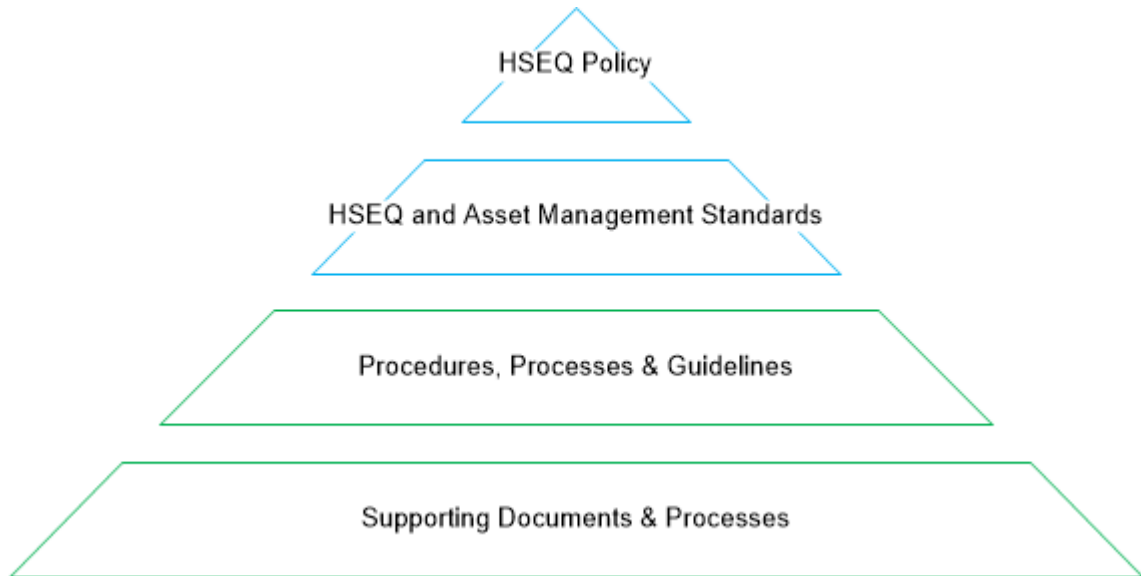 HSEQ Policy
HSEQ and Asset Management Standards
Procedures, Processes & Guidelines
Supporting Documents & Processes